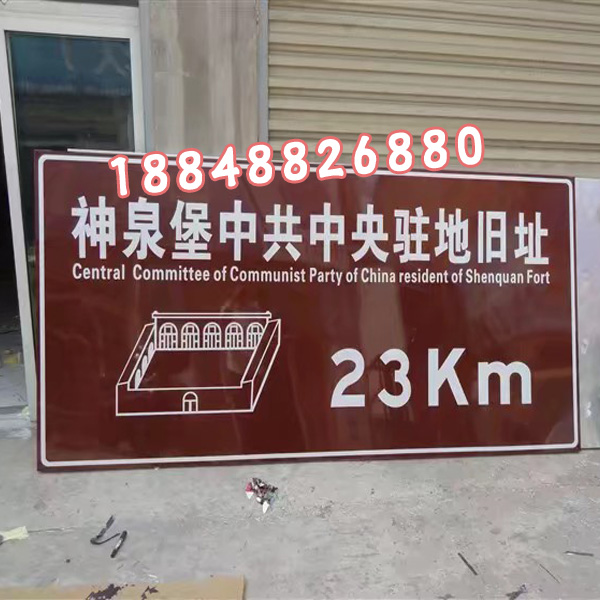 18848826880
神泉堡中共中央驻地旧址
Central Committee of Communist Party of China resident of Shenquan Fort
23Km